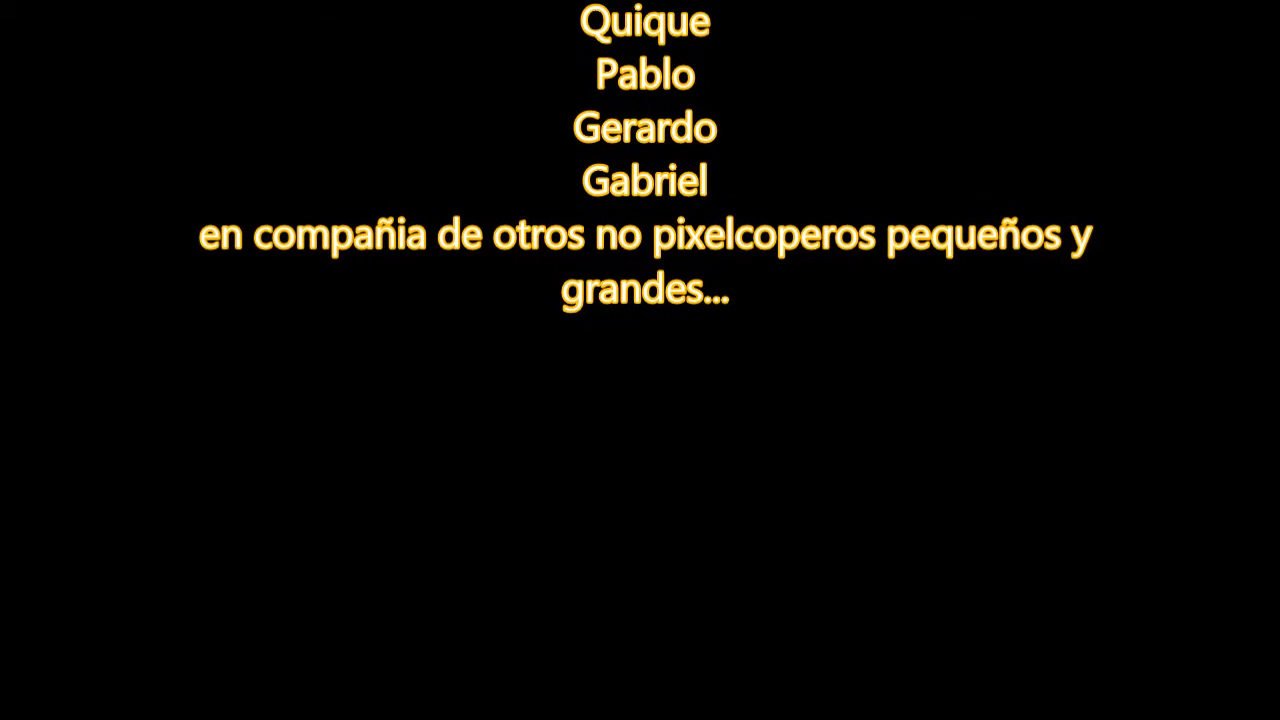 Quique
Pablo
Gerardo
Gabriel
en compañia de otros no pixelcoperos pequeños y
grandes...